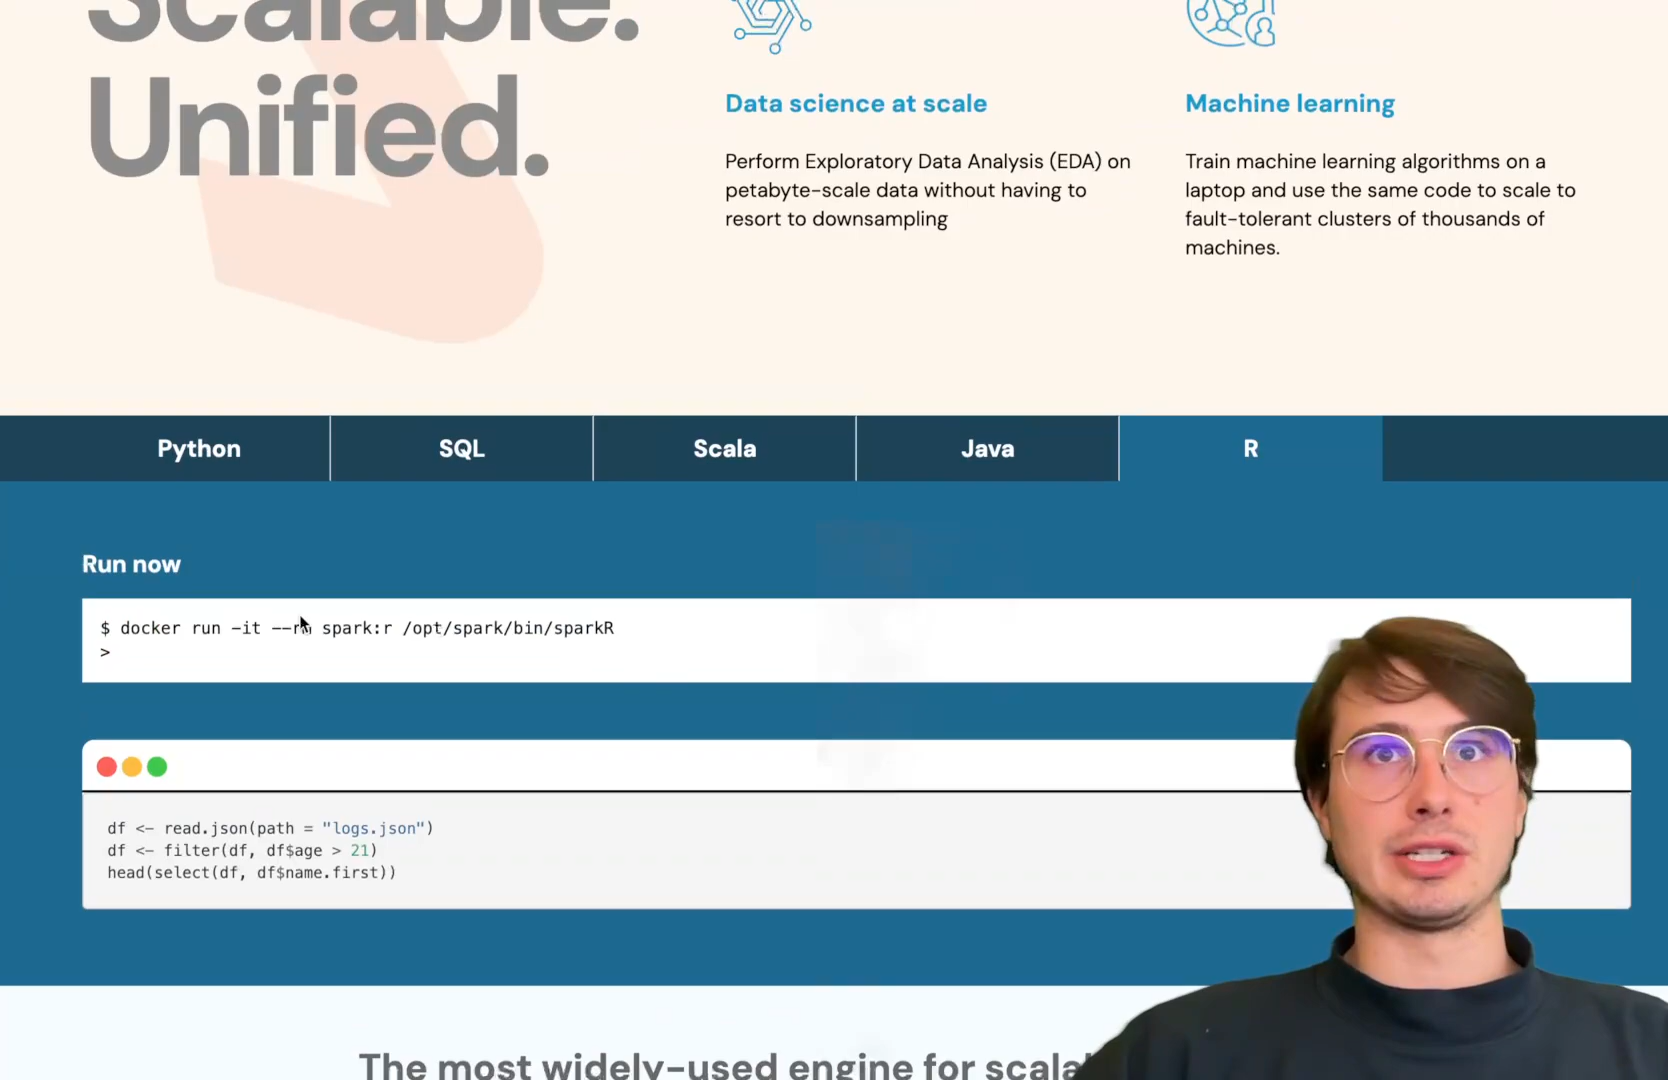 Scalable.
Unified.
Data science at scale
Perform Exploratory Data Analysis (EDA) on
petabyte-scale data without having to
resort to downsampling
Machine learning
Train machine learning algorithms on a
laptop and use the same code to scale to
fault-tolerant clusters of thousands of
machines.
Python
SQL
Scala
Java
R
Run now
$ docker run -it --rm spark:r /opt/spark/bin/sparkR
>
df <- read.json(path = "logs.json")
df <- filter(df, df$age > 21)
head(select(df, df$name.first))
The most widely-used engine for scala